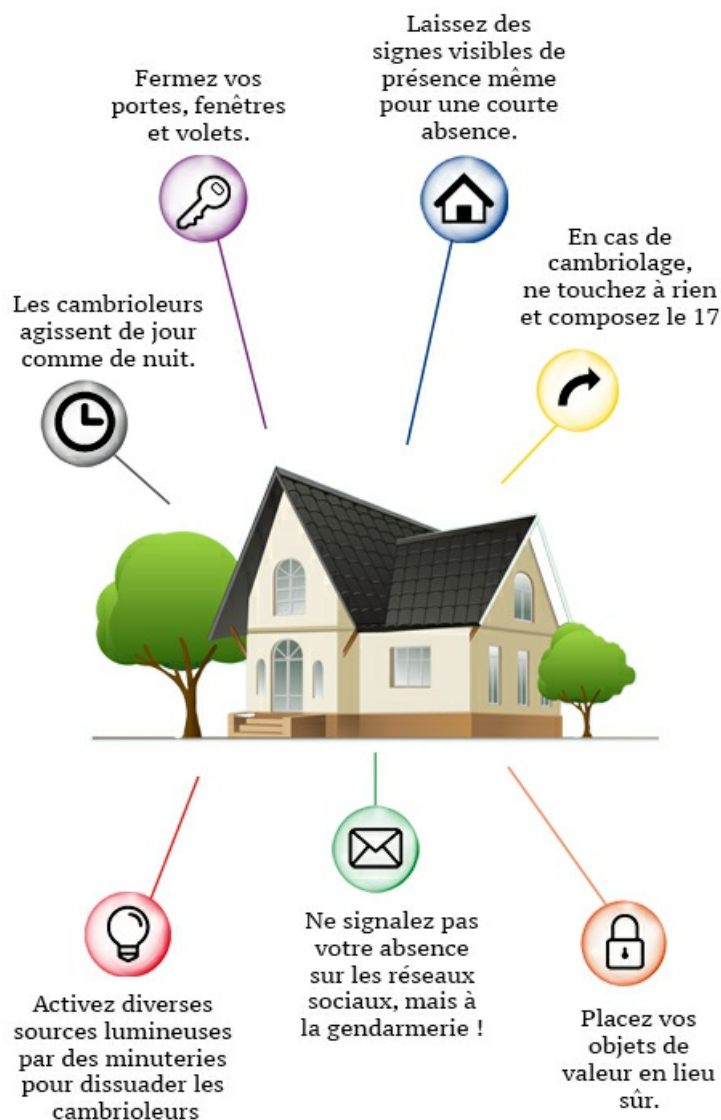 Laissez des
signes visibles de
présence même
pour une courte
absence.
Fermez vos
portes, fenêtres
et volets.
En cas de
cambriolage,
ne touchez à rien
et composez le 17
Les cambrioleurs
agissent de jour
comme de nuit.
Ne signalez pas
votre absence
sur les réseaux
sociaux, mais à
la gendarmerie !
Activez diverses
sources lumineuses
par des minuteries
pour dissuader les
cambrioleurs
Placez vos
objets de
valeur en lieu
sûr.